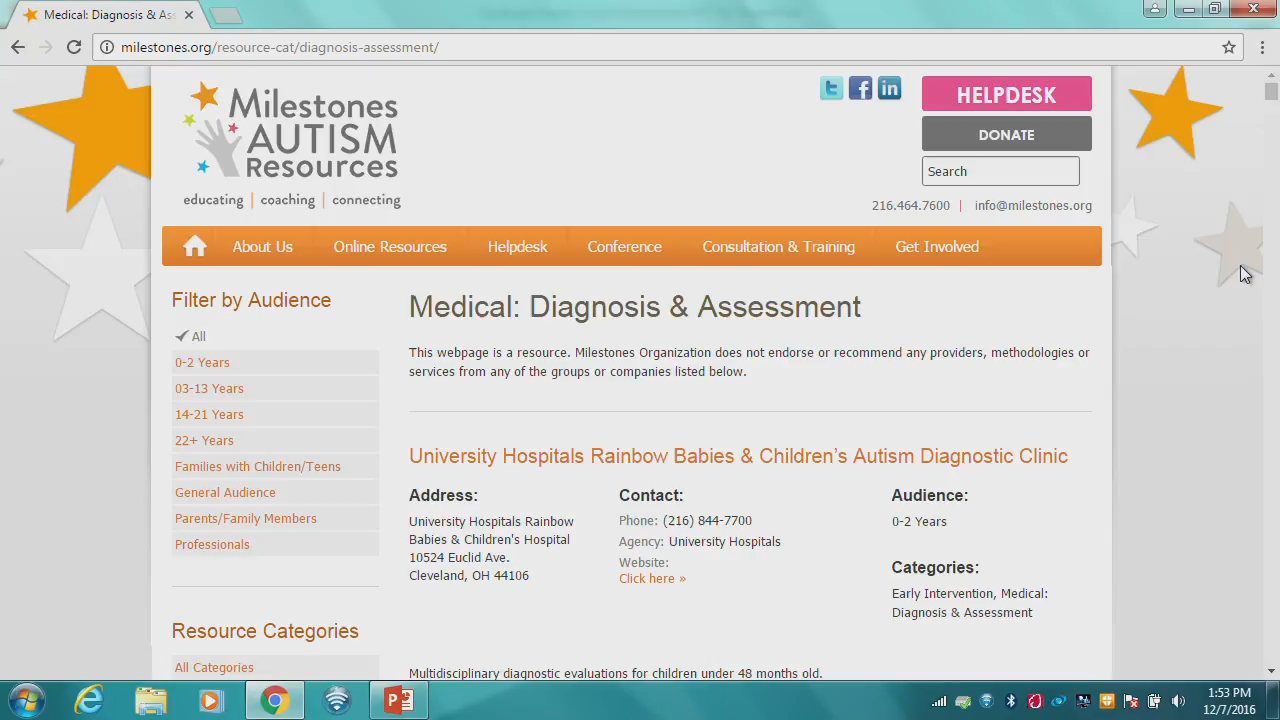 Medical: Diagnosis & As
milestones.org/resource-cat/diagnosis-assessment/
Milestones
AUTISM
Resources
educating | coaching | connecting
HELPDESK
DONATE
Search
216.464.7600 | info@milestones.org
About Us Online Resources Helpdesk Conference Consultation & Training Get Involved
Filter by Audience
All
0-2 Years
03-13 Years
14-21 Years
22+ Years
Families with Children/Teens
General Audience
Parents/Family Members
Professionals
Resource Categories
All Categories
Medical: Diagnosis & Assessment
This webpage is a resource. Milestones Organization does not endorse or recommend any providers, methodologies or
services from any of the groups or companies listed below.
University Hospitals Rainbow Babies & Children's Autism Diagnostic Clinic
Address:
University Hospitals Rainbow
Babies & Children's Hospital
10524 Euclid Ave.
Cleveland, OH 44106
Contact:
Phone: (216) 844-7700
Agency: University Hospitals
Website:
Click here »
Audience:
0-2 Years
Categories:
Early Intervention, Medical:
Diagnosis & Assessment
Multidisciplinary diagnostic evaluations for children under 48 months old.
1:53 PM
12/7/2016